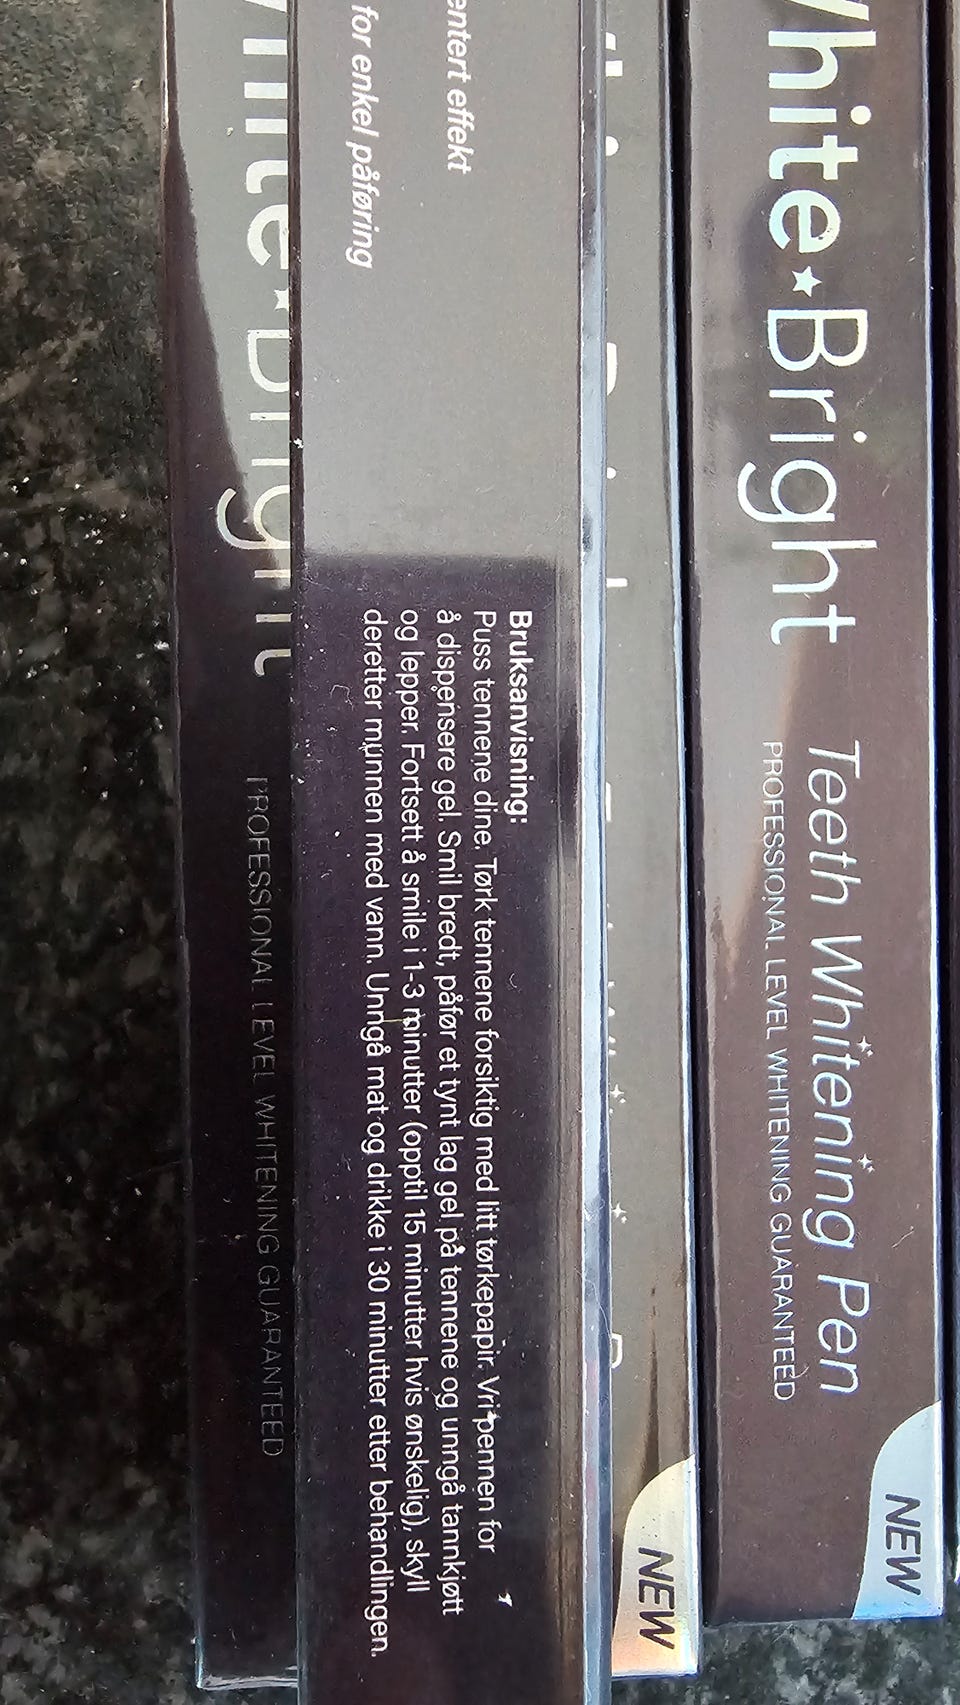 White★Bright
Teeth Whitening Pen
PROFESSIONAL LEVEL WHITENING GUARANTEED
NEW
NEW
effekt
for enkel påføring
Bruksanvisning:
Puss tennene dine. Tørk tennene forsiktig med litt tørkepapir. Vri pennen for
å dispensere gel. Smil bredt, påfør et tynt lag gel på tennene og unngå tannkjøtt
og lepper. Fortsett å smile i 1-3 minutter (opptil 15 minutter hvis ønskelig), skyll
deretter munnen med vann. Unngå mat og drikke i 30 minutter etter behandlingen.
White★Bright
PROFESSIONAL LEVEL WHITENING GUARANTEED